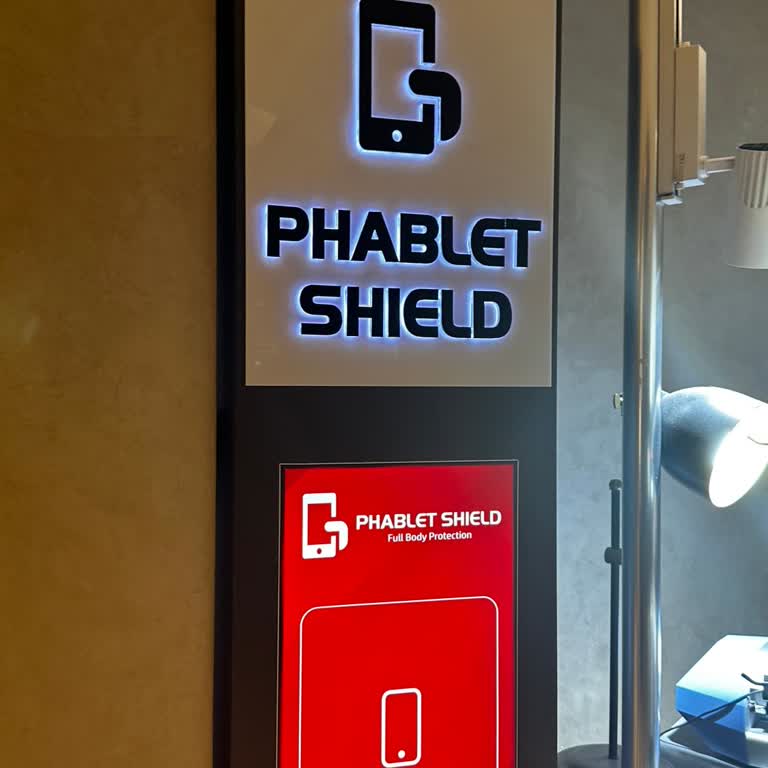 PHABLET
SHIELD
PHABLET SHIELD
Full Body Protection